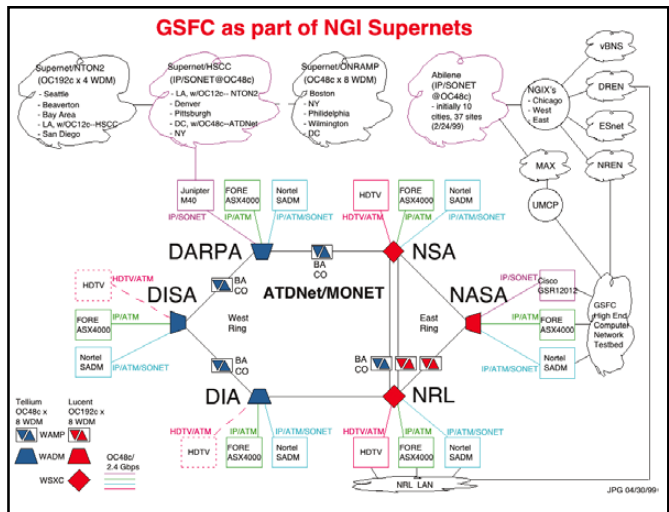 GSFC as part of NGI Supernets
Supernet/NTON2
(OC192c x 4 WDM)
- Seattle
- Beaverton
- Bay Area
- LA, w/OC12c--HSCC
- San Diego
Supernet/HSCC
(IP/SONET@OC48c)
- LA, w/OC12c-- NTON2
- Denver
- Pittsburgh
- DC, w/OC48c--ATDNet
- NY
Supernet/ONRAMP
(OC48c x 8 WDM)
- Boston
- NY
- Philidelphia
- Wilmington
- DC
Abilene
(IP/SONET
@OC48c)
- initially 10
cities, 37 sites
(2/24/99)
NGIX's
- Chicago
- West
- East
vBNS
DREN
ESnet
NREN
MAX
UMCP
Junipter
M40
FORE
ASX4000
Nortel
SADM
HDTV
FORE
ASX4000
Nortel
SADM
IP/SONET
IP/ATM
IP/ATM/SONET
HDTV/ATM
IP/ATM
IP/ATM/SONET
DARPA
NSA
BA
CO
ATDNet/MONET
NASA
IP/SONET
Cisco
GSR12012
IP/ATM
FORE
ASX4000
IP/ATM/SONET
Nortel
SADM
GSFC
High End
Computer
Network
Testbed
HDTV
HDTV/ATM
DISA
BA
CO
FORE
ASX4000
IP/ATM
Nortel
SADM
IP/ATM/SONET
West
Ring
East
Ring
BA
CO
BA
CO
DIA
NRL
HDTV/ATM
IP/ATM
IP/ATM/SONET
HDTV
FORE
ASX4000
Nortel
SADM
HDTV/ATM
IP/ATM
IP/ATM/SONET
HDTV
FORE
ASX4000
Nortel
SADM
NRL LAN
Tellium
OC48c x
8 WDM
Lucent
OC192c x
8 WDM
WAMP
WADM
WSXC
OC48c/
2.4 Gbps
JPG 04/30/99